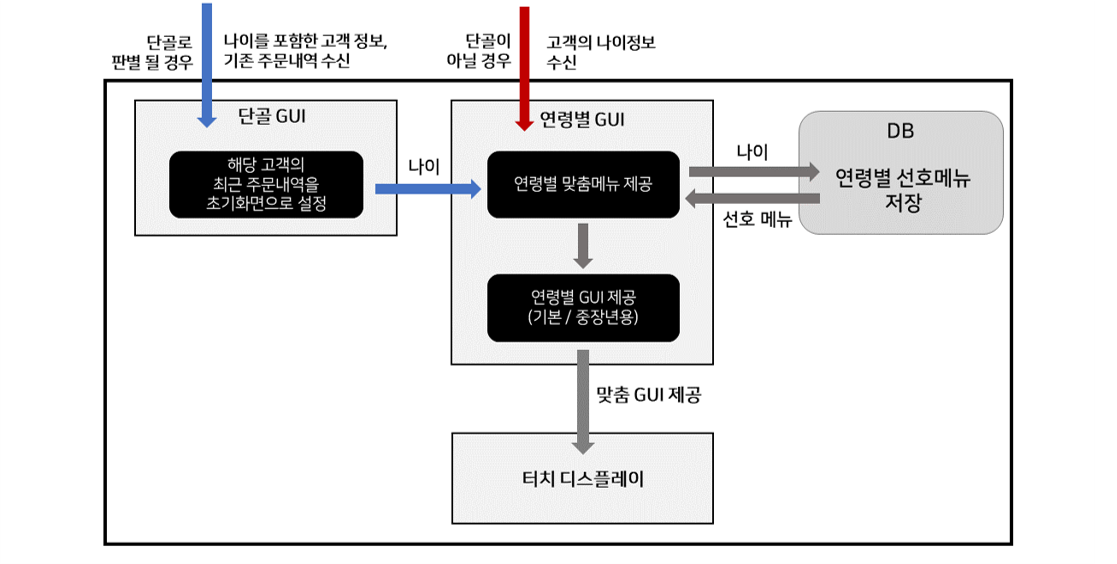 단골로
판별 될 경우
나이를 포함한 고객 정보,
기존 주문내역 수신
단골이
아닐 경우
고객의 나이정보
수신
단골 GUI
해당 고객의
최근 주문내역을
초기화면으로 설정
나이
연령별 GUI
연령별 맞춤메뉴 제공
나이
선호 메뉴
DB
연령별 선호메뉴
저장
연령별 GUI 제공
(기본 / 중장년용)
맞춤 GUI 제공
터치 디스플레이